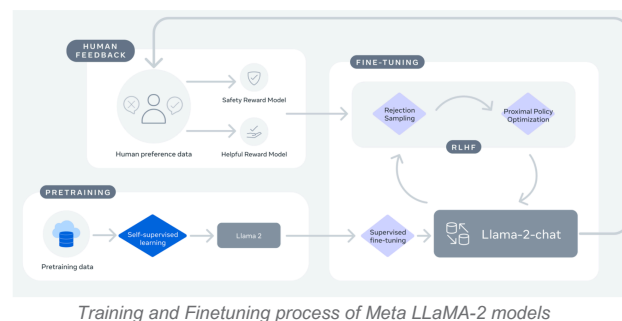 HUMAN
FEEDBACK
Safety Reward Model
Human preference data
Helpful Reward Model
FINE-TUNING
Rejection
Sampling
Proximal Policy
Optimization
RLHF
PRETRAINING
Pretraining data
Self-supervised
learning
Llama 2
Supervised
fine-tuning
Llama-2-chat
Training and Finetuning process of Meta LLaMA-2 models